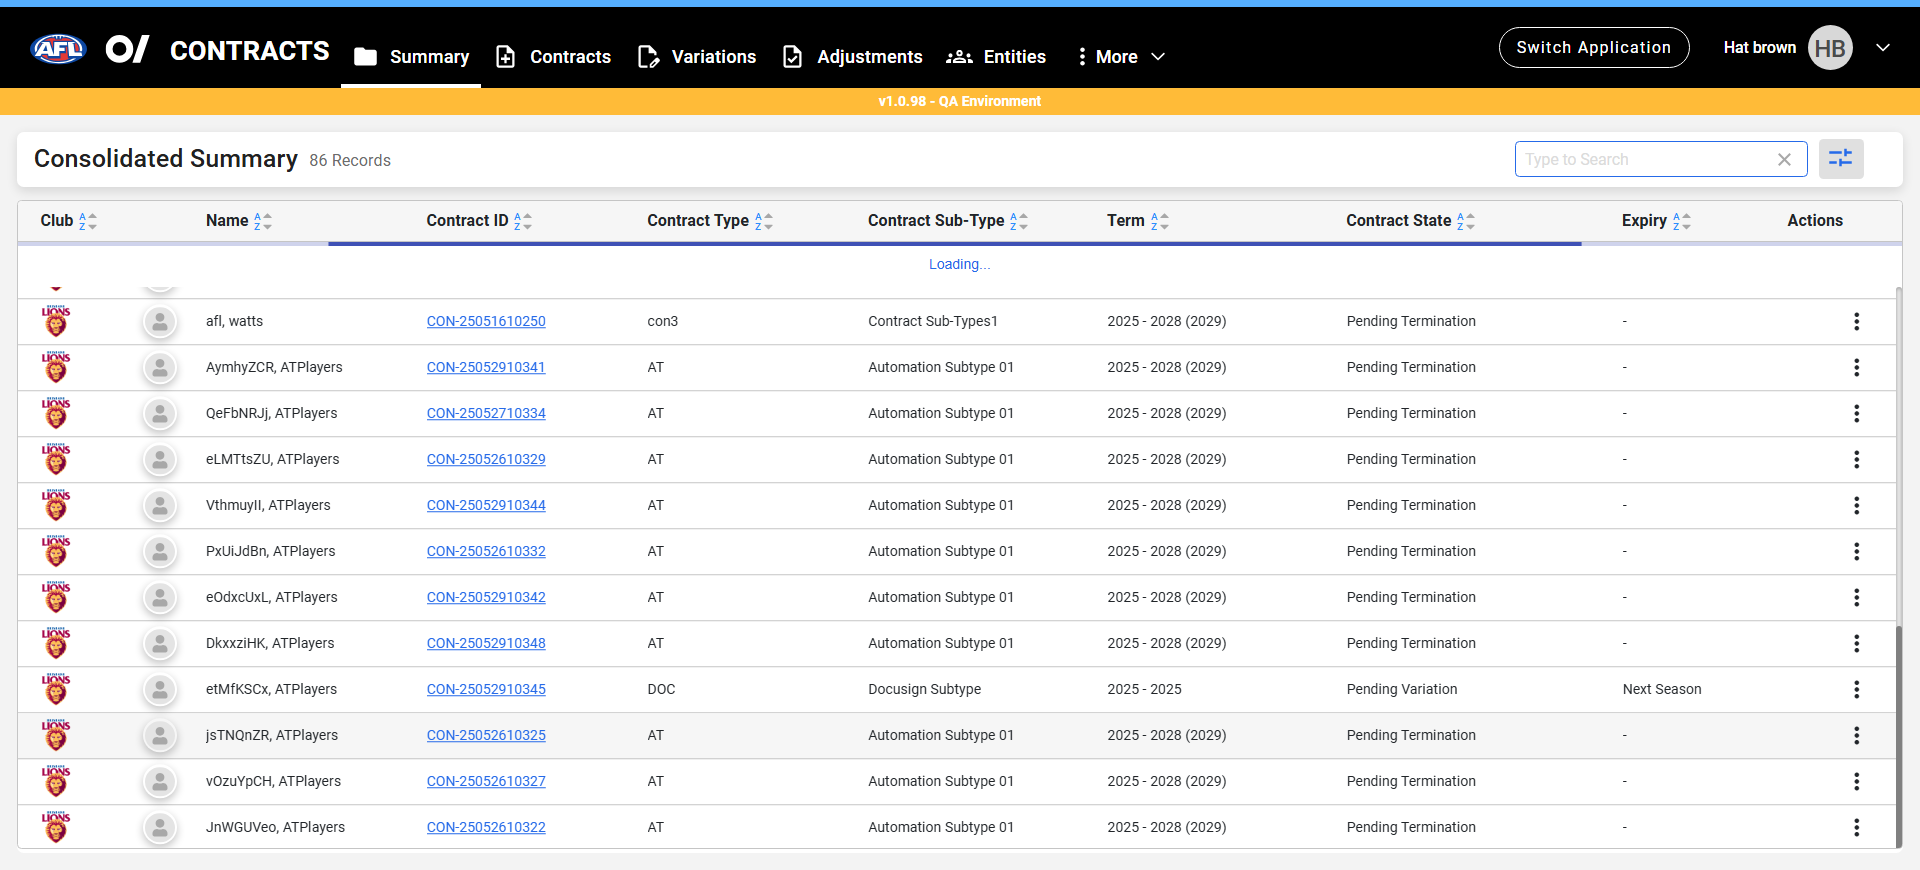 AFL CONTRACTS Summary Contracts Variations Adjustments Entities More Switch Application Hat brown HB
v1.0.98 - QA Environment
Consolidated Summary 86 Records Type to Search
Club Name Contract ID Contract Type Contract Sub-Type Term Contract State Expiry Actions
Loading...
LIONS afl, watts CON-25051610250 con3 Contract Sub-Types1 2025 - 2028 (2029) Pending Termination -
LIONS AymhyZCR, ATPlayers CON-25052910341 AT Automation Subtype 01 2025 - 2028 (2029) Pending Termination -
LIONS QeFbNRJj, ATPlayers CON-25052710334 AT Automation Subtype 01 2025 - 2028 (2029) Pending Termination -
LIONS eLMTtsZU, ATPlayers CON-25052610329 AT Automation Subtype 01 2025 - 2028 (2029) Pending Termination -
LIONS VthmuyII, ATPlayers CON-25052910344 AT Automation Subtype 01 2025 - 2028 (2029) Pending Termination -
LIONS PxUiJdBn, ATPlayers CON-25052610332 AT Automation Subtype 01 2025 - 2028 (2029) Pending Termination -
LIONS eOdxcUxL, ATPlayers CON-25052910342 AT Automation Subtype 01 2025 - 2028 (2029) Pending Termination -
LIONS DkxxziHK, ATPlayers CON-25052910348 AT Automation Subtype 01 2025 - 2028 (2029) Pending Termination -
LIONS etMfKSCx, ATPlayers CON-25052910345 DOC Docusign Subtype 2025 - 2025 Pending Variation Next Season
LIONS jsTNQnZR, ATPlayers CON-25052610325 AT Automation Subtype 01 2025 - 2028 (2029) Pending Termination -
LIONS vOzuYpCH, ATPlayers CON-25052610327 AT Automation Subtype 01 2025 - 2028 (2029) Pending Termination -
LIONS JnWGUVeo, ATPlayers CON-25052610322 AT Automation Subtype 01 2025 - 2028 (2029) Pending Termination -